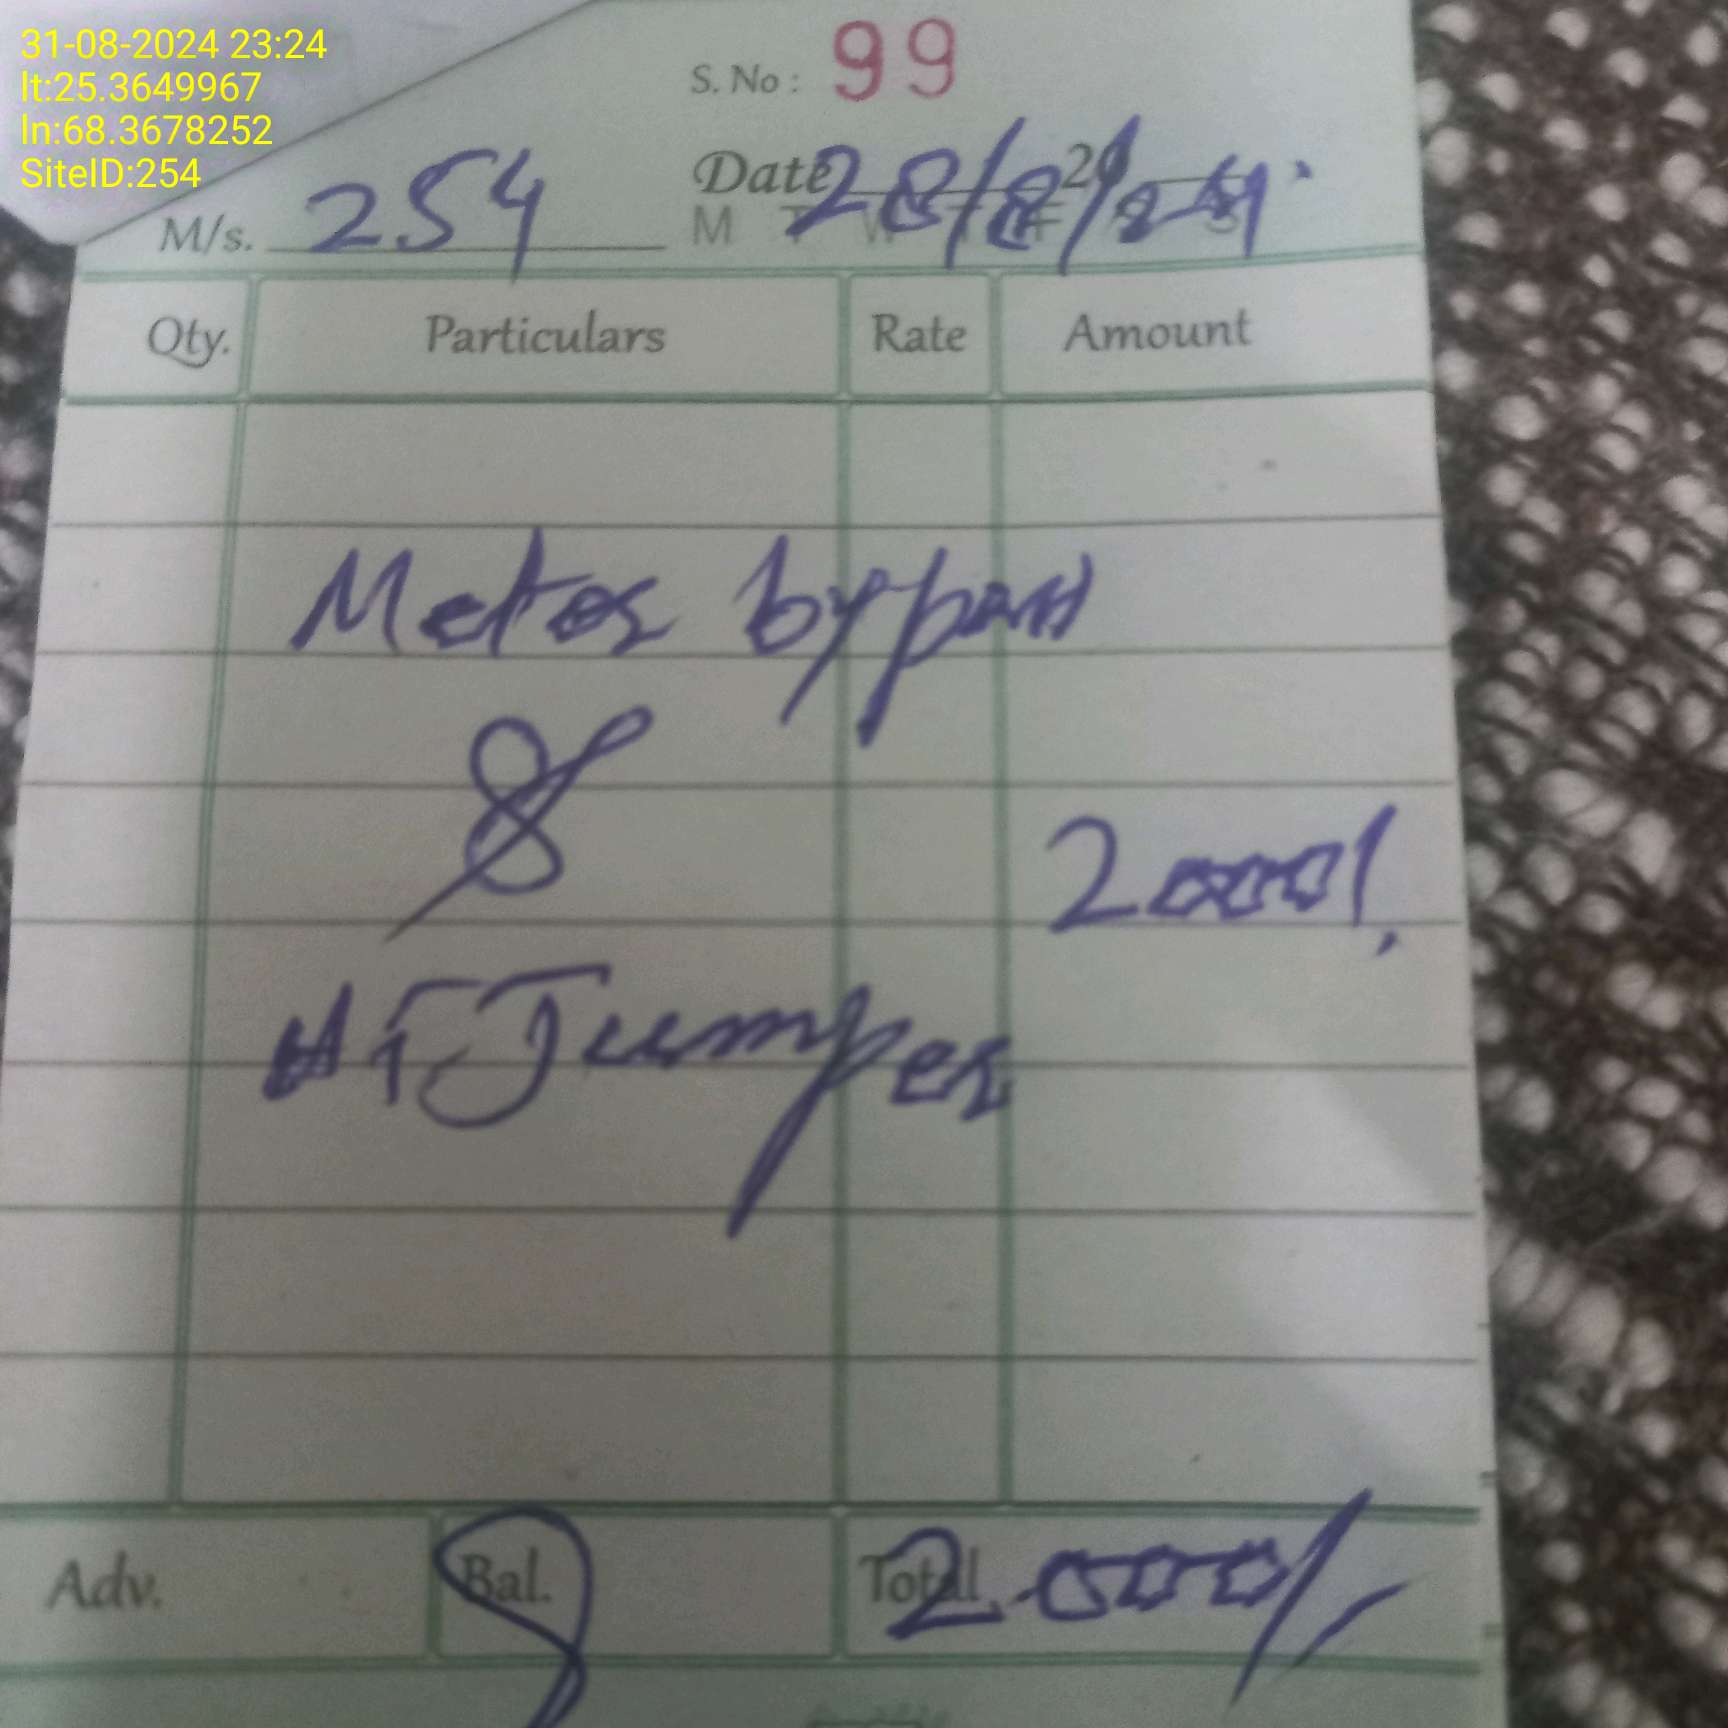 31-08-2024 23:24
lt:25.3649967
ln:68.3678252
SiteID:254
S. No : 99
Date 28/8/24
M/s. 254
M T W T F S
Qty. Particulars Rate Amount
Meter bypass
&
2000/.
HT Jumper
Adv. Bal. Total 2000/-